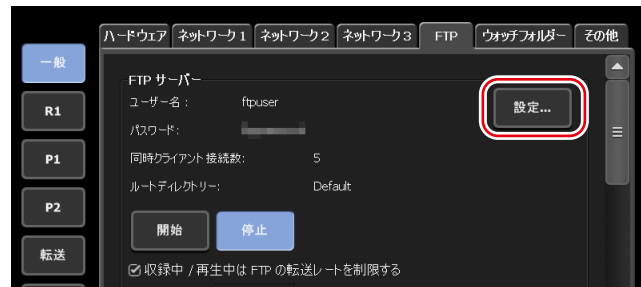 ハードウェア ネットワーク1 ネットワーク2 ネットワーク3 FTP ウォッチフォルダー その他
一般
R1
P1
P2
転送
FTP サーバー
ユーザー名： ftpuser
設定...
パスワード：
同時クライアント接続数: 5
ルートディレクトリー: Default
開始 停止
収録中 / 再生中は FTP の転送レートを制限する